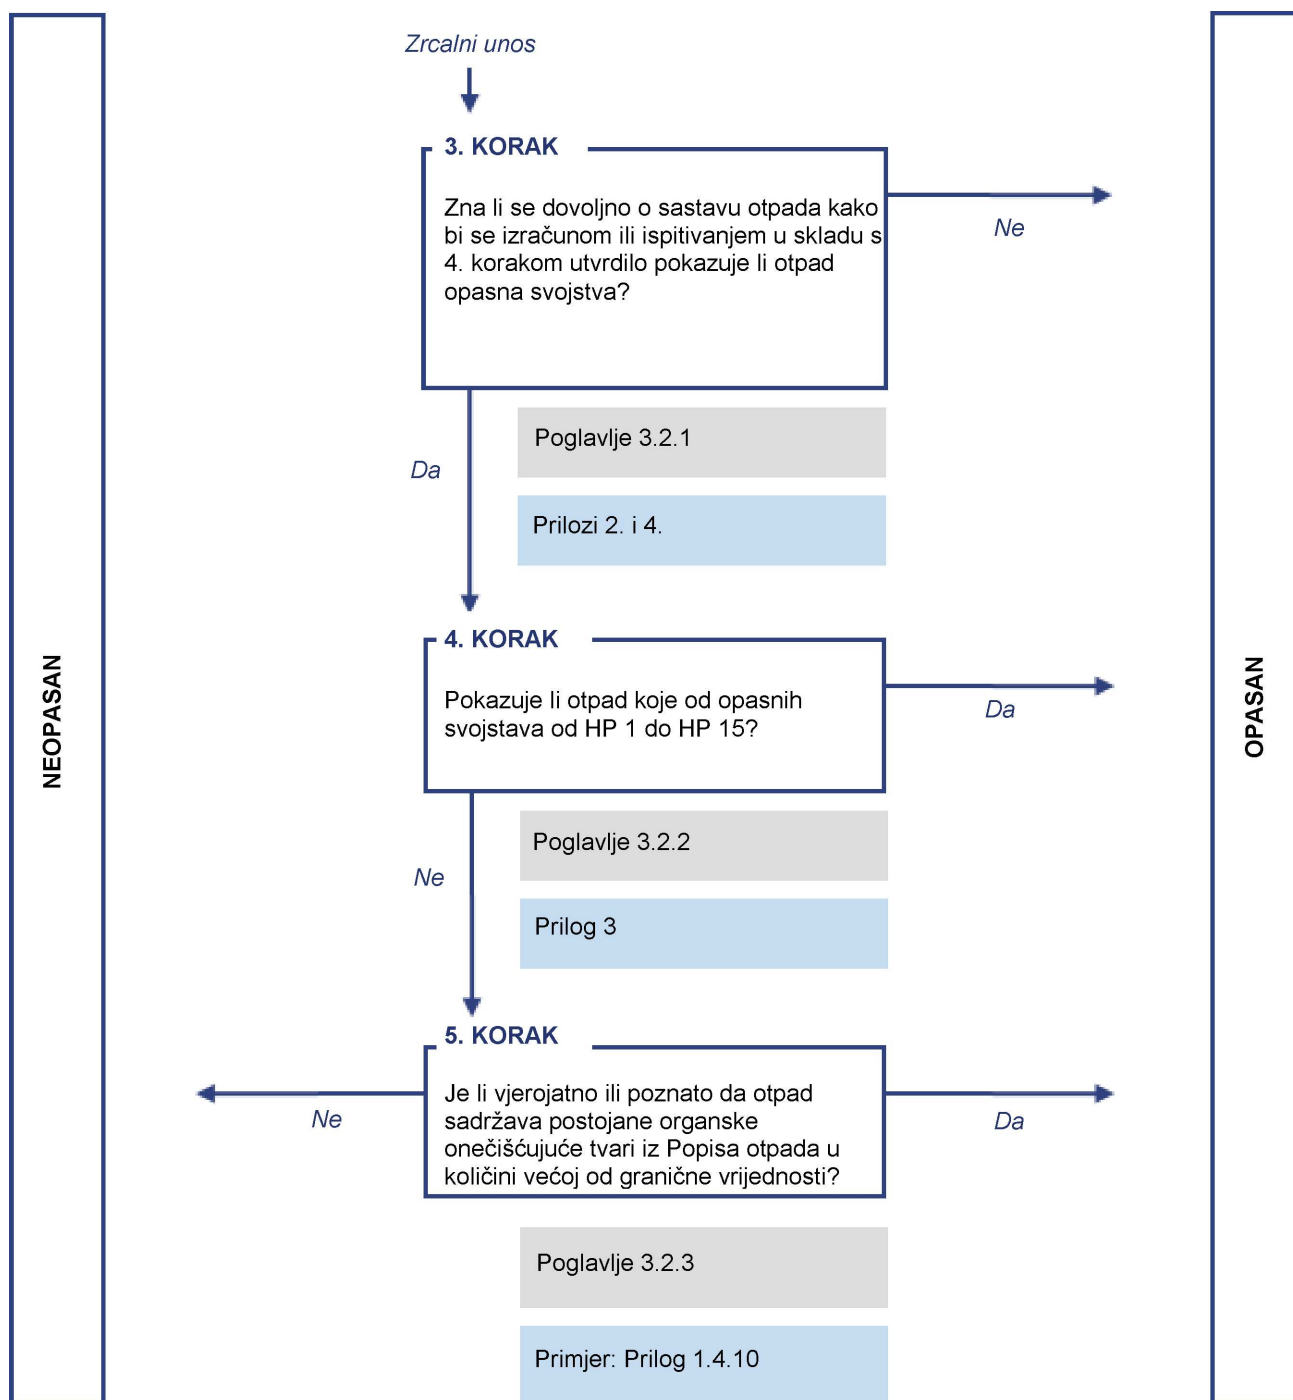 Zrcalni unos
3. KORAK
Zna li se dovoljno o sastavu otpada kako
bi se izračunom ili ispitivanjem u skladu s
4. korakom utvrdilo pokazuje li otpad
opasna svojstva?
Ne
Poglavlje 3.2.1
Da
Prilozi 2. i 4.
4. KORAK
Pokazuje li otpad koje od opasnih
svojstava od HP 1 do HP 15?
Da
Poglavlje 3.2.2
Ne
Prilog 3
5. KORAK
Je li vjerojatno ili poznato da otpad
sadržava postojane organske
onečišćujuće tvari iz Popisa otpada u
količini većoj od granične vrijednosti?
Ne
Da
Poglavlje 3.2.3
Primjer: Prilog 1.4.10
NEOPASAN
OPASAN